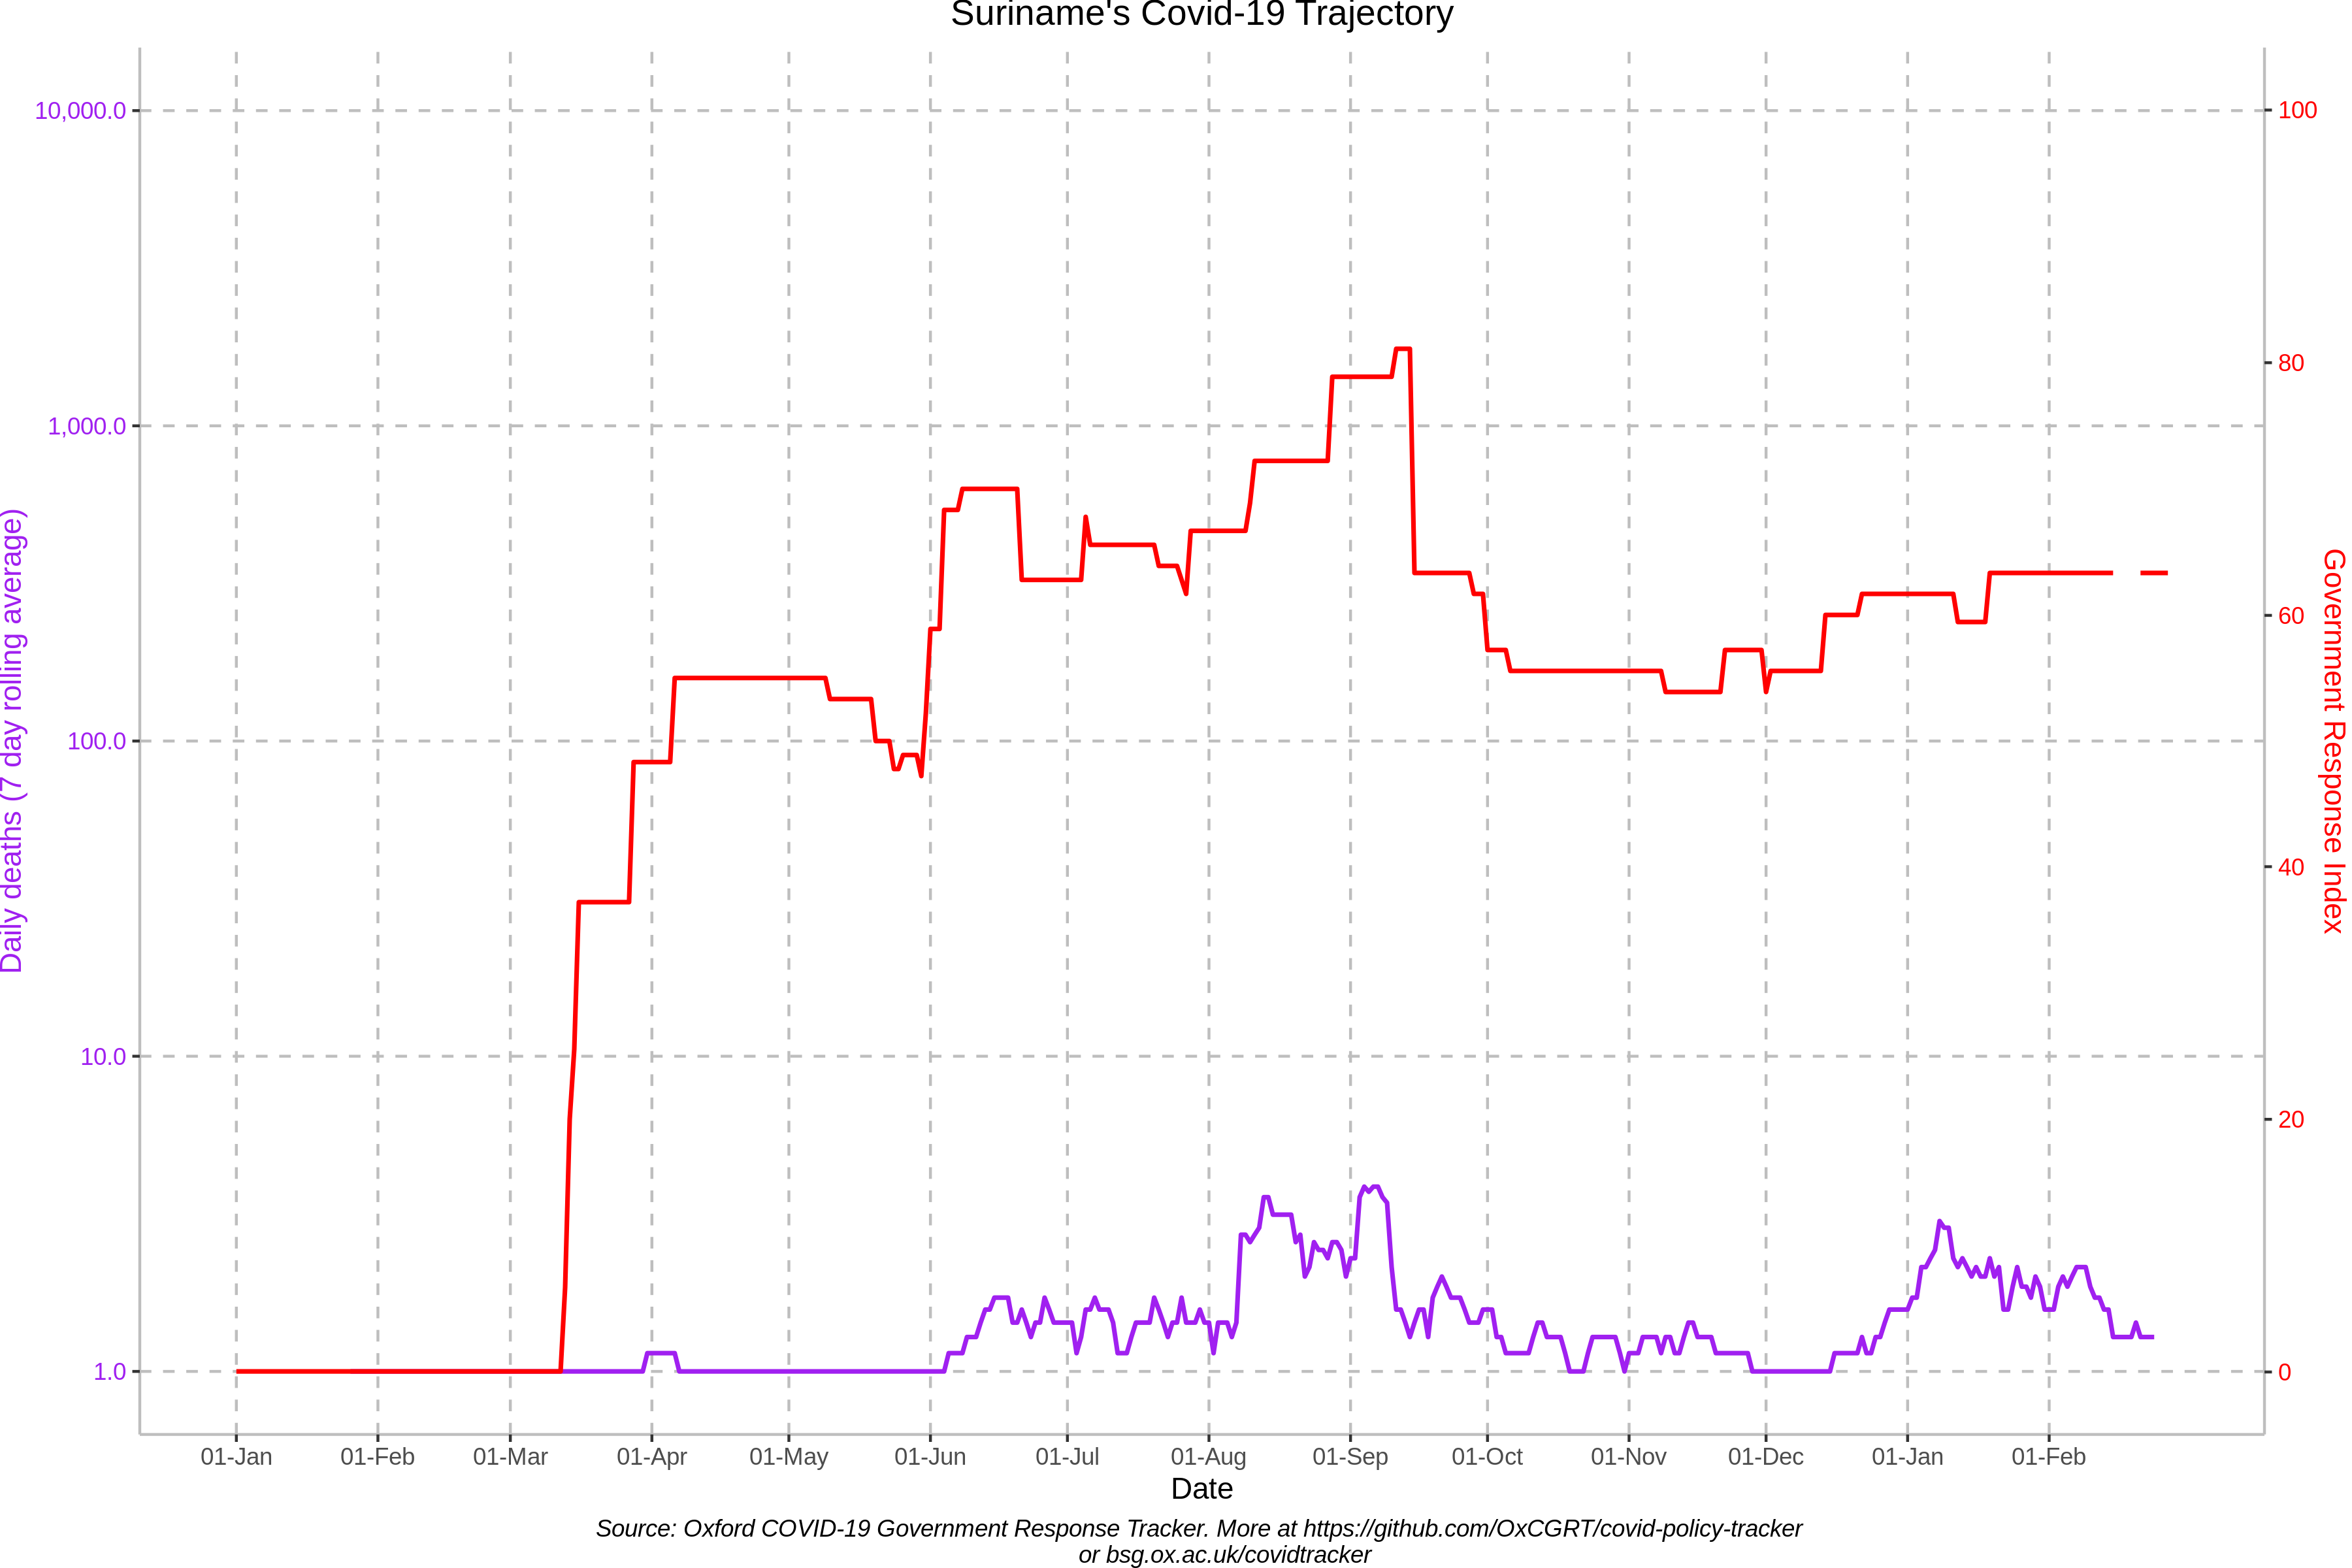 Suriname's Covid-19 Trajectory
10,000.0
1,000.0
100.0
10.0
1.0
Daily deaths (7 day rolling average)
100
80
60
40
20
0
Government Response Index
01-Jan 01-Feb 01-Mar 01-Apr 01-May 01-Jun 01-Jul 01-Aug 01-Sep 01-Oct 01-Nov 01-Dec 01-Jan 01-Feb
Date
Source: Oxford COVID-19 Government Response Tracker. More at https://github.com/OxCGRT/covid-policy-tracker
or bsg.ox.ac.uk/covidtracker